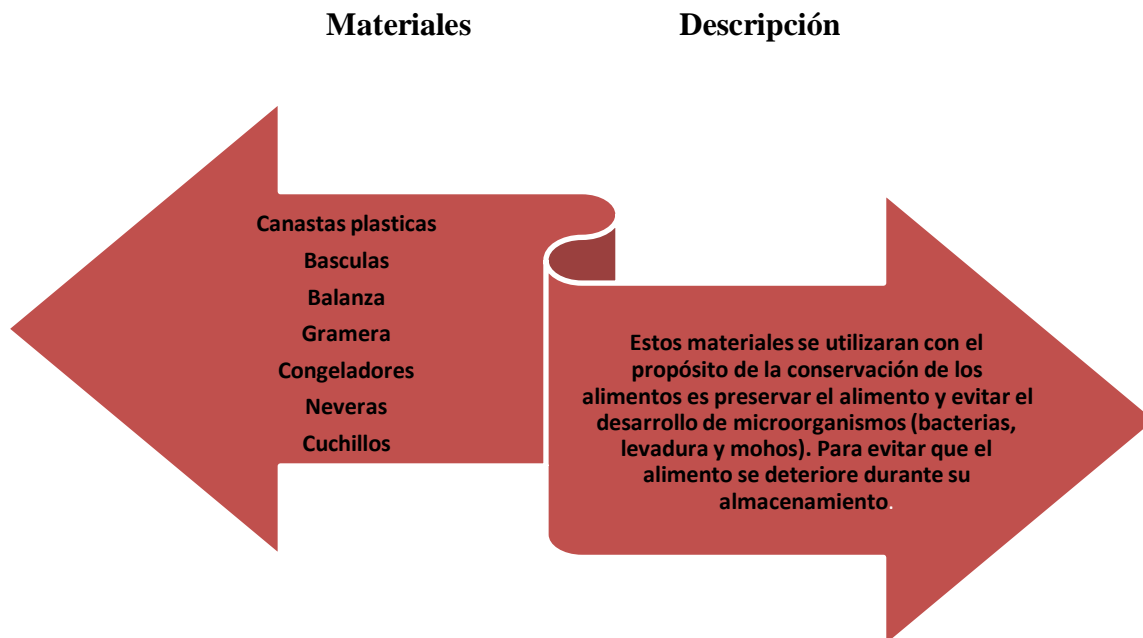 Materiales
Descripción
Canastas plasticas
Basculas
Balanza
Gramera
Congeladores
Neveras
Cuchillos
Estos materiales se utilizaran con el
propósito de la conservación de los
alimentos es preservar el alimento y evitar el
desarrollo de microorganismos (bacterias,
levadura y mohos). Para evitar que el
alimento se deteriore durante su
almacenamiento.